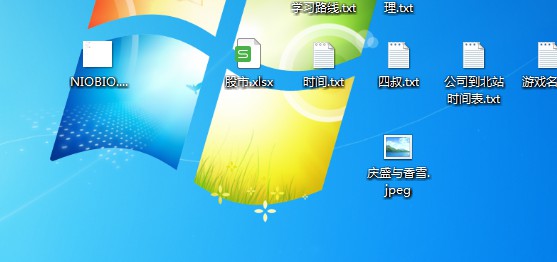 学习路线.txt
理.txt
NIOBIO....
股市.xlsx
时间.txt
四叔.txt
公司到北站
时间表.txt
游戏名
庆盛与香雪.
jpeg